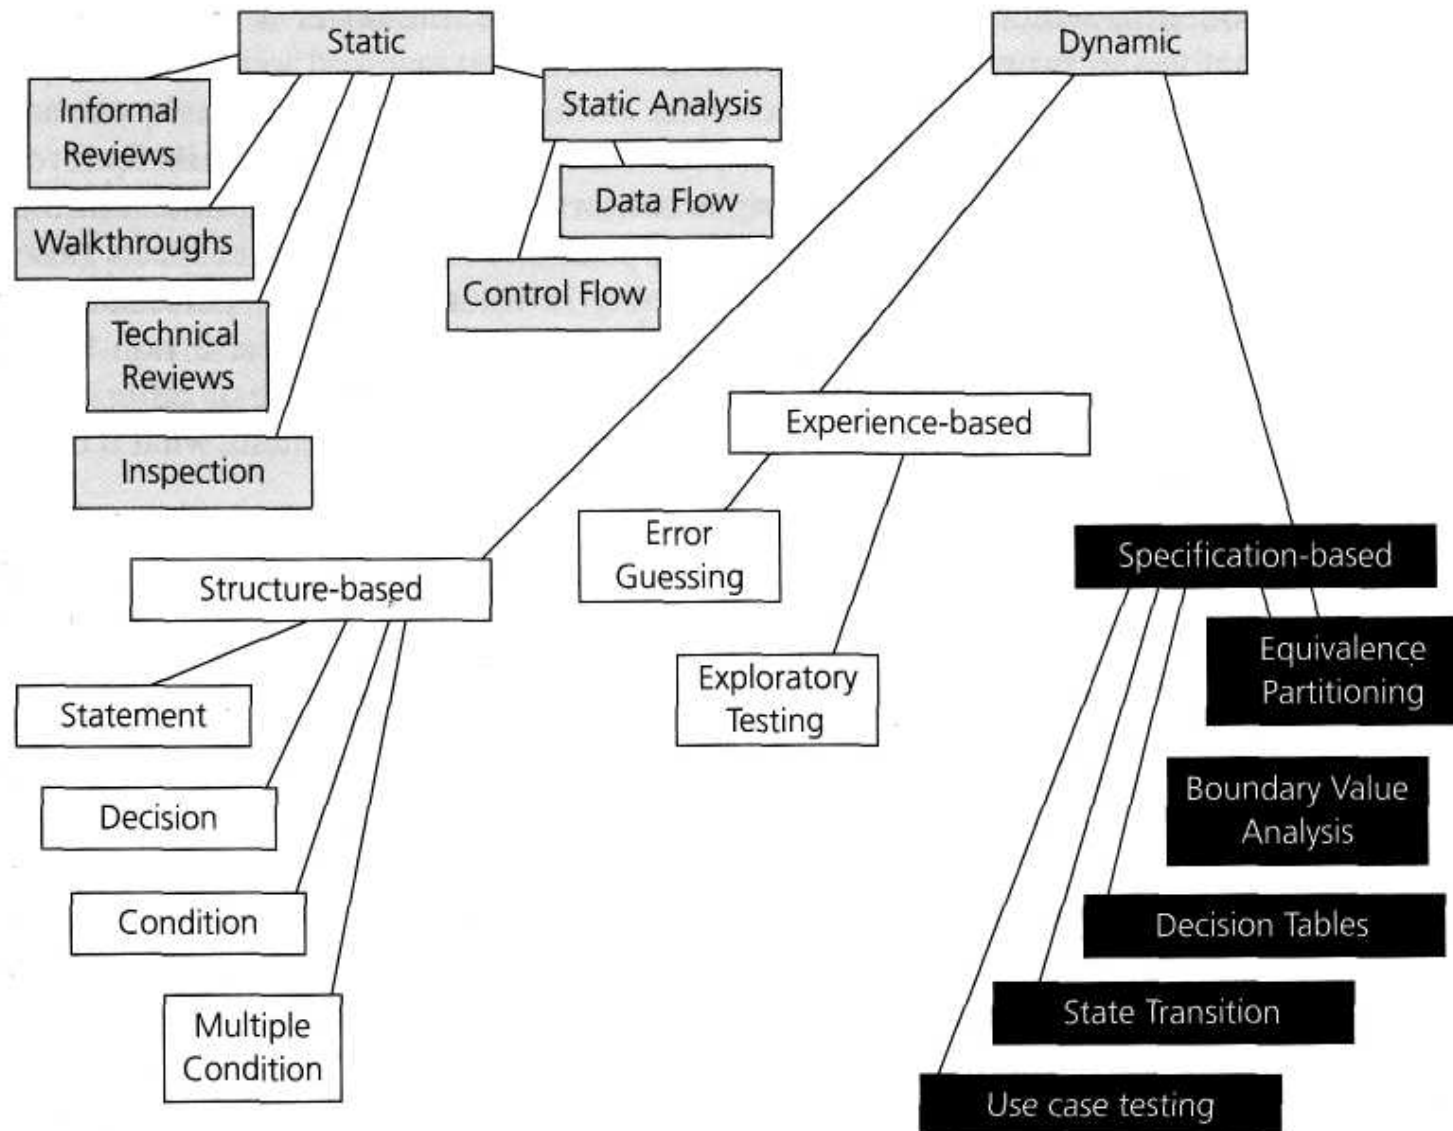 Static
Dynamic
Informal
Reviews
Static Analysis
Data Flow
Walkthroughs
Control Flow
Technical
Reviews
Inspection
Experience-based
Error
Guessing
Specification-based
Structure-based
Equivalence
Partitioning
Exploratory
Testing
Statement
Boundary Value
Analysis
Decision
Decision Tables
Condition
State Transition
Multiple
Condition
Use case testing